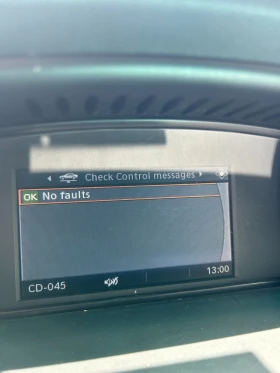 Check Control messages
OK No faults
13:00
CD-045